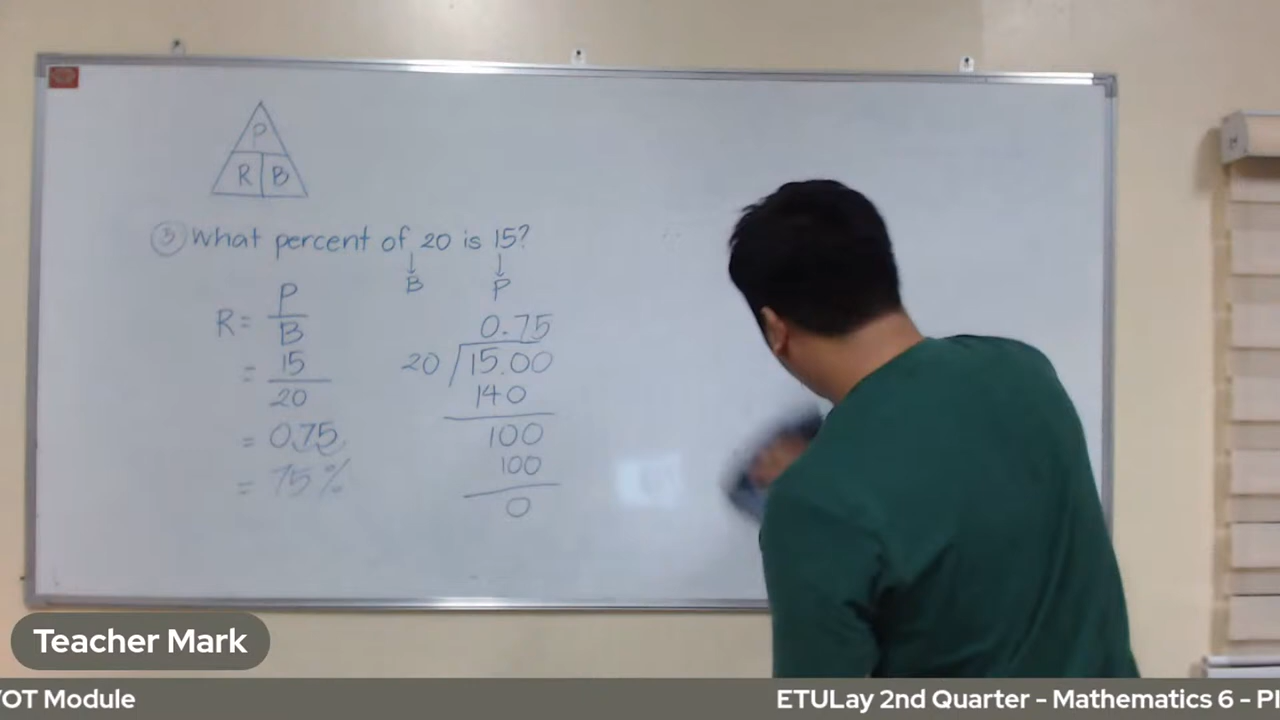 P
R B
③ What percent of 20 is 15?
B P
R = P
B
= 15
20
= 0.75
= 75%
0.75
20 15.00
140
100
100
0
Teacher Mark
OT Module
ETULay 2nd Quarter - Mathematics 6 - PI